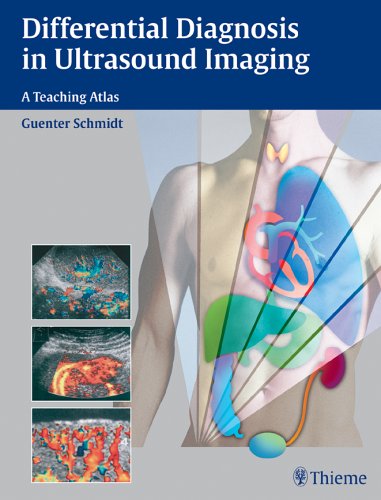 Differential Diagnosis
in Ultrasound Imaging
A Teaching Atlas
Guenter Schmidt
Thieme